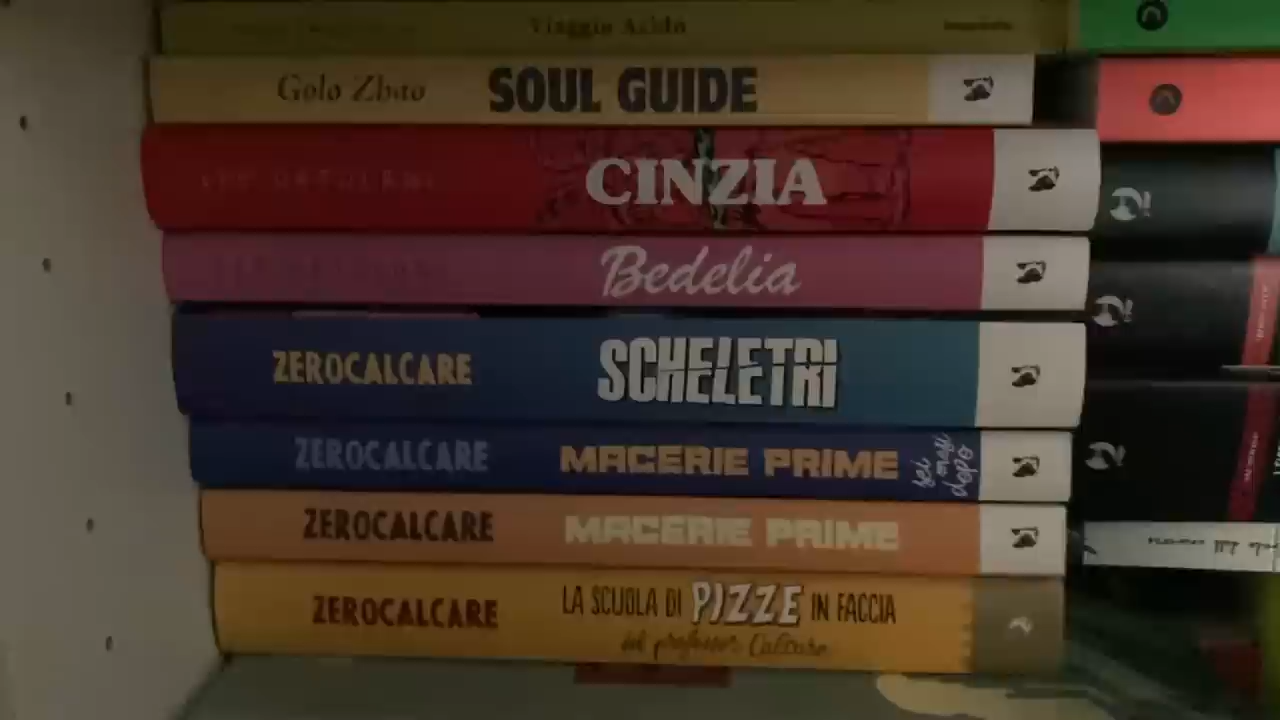 Viaggio Acido
Golo Zhao SOUL GUIDE
CINZIA
Bedelia
ZEROCALCARE SCHELETRI
ZEROCALCARE MACERIE PRIME sei mesi dopo
ZEROCALCARE MACERIE PRIME
ZEROCALCARE LA SCUOLA DI PIZZE IN FACCIA
del professor Calcare